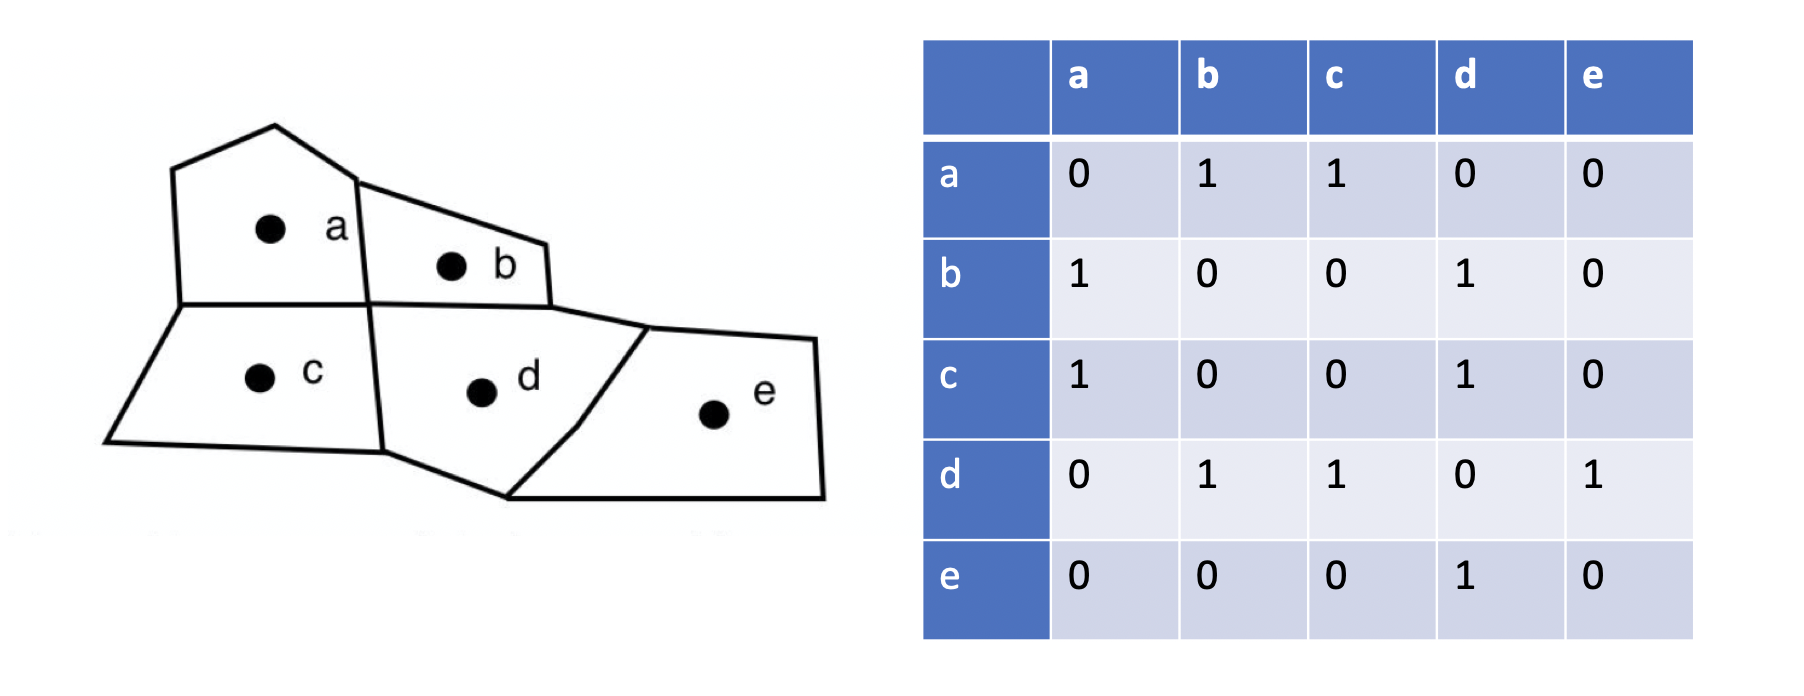 a
b
c
d
e
a b c d e
a 0 1 1 0 0
b 1 0 0 1 0
c 1 0 0 1 0
d 0 1 1 0 1
e 0 0 0 1 0